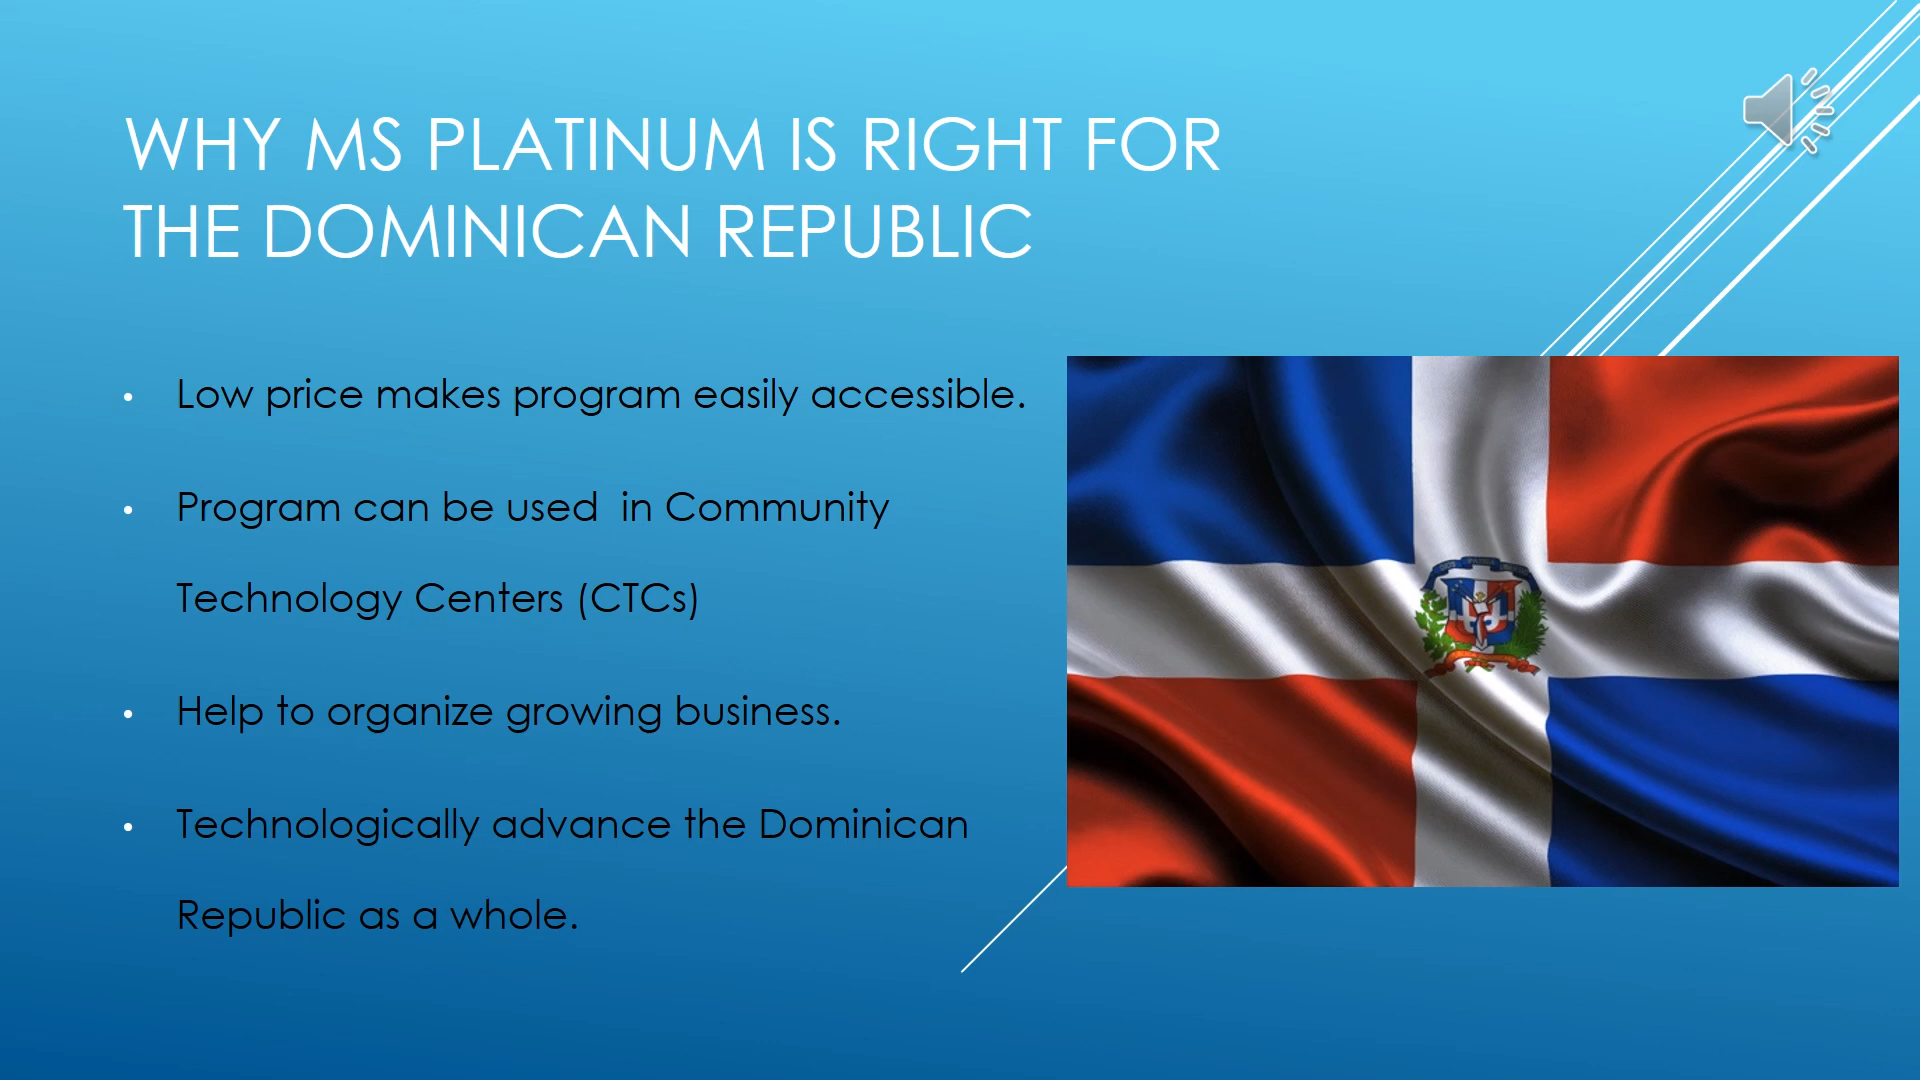 WHY MS PLATINUM IS RIGHT FOR
THE DOMINICAN REPUBLIC
• Low price makes program easily accessible.
• Program can be used  in Community
Technology Centers (CTCs)
• Help to organize growing business.
• Technologically advance the Dominican
Republic as a whole.